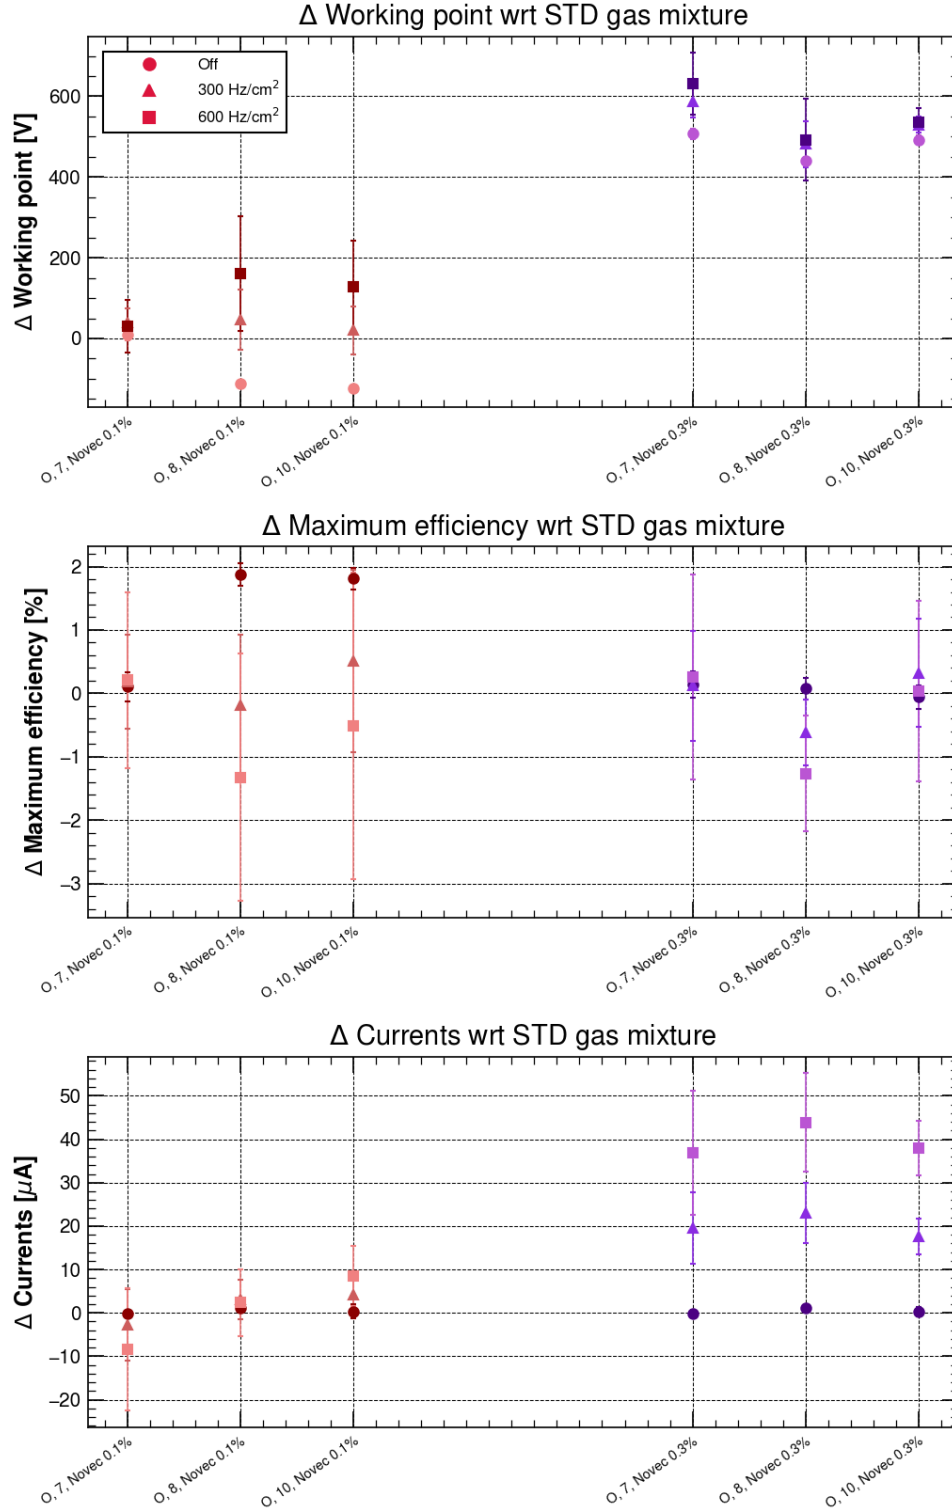 Δ Working point wrt STD gas mixture
Off
300 Hz/cm²
600 Hz/cm²
Δ Working point [V]
600
400
200
0
O, 7, Novec 0.1%
O, 8, Novec 0.1%
O, 10, Novec 0.1%
O, 7, Novec 0.3%
O, 8, Novec 0.3%
O, 10, Novec 0.3%
Δ Maximum efficiency wrt STD gas mixture
Δ Maximum efficiency [%]
2
1
0
−1
−2
−3
O, 7, Novec 0.1%
O, 8, Novec 0.1%
O, 10, Novec 0.1%
O, 7, Novec 0.3%
O, 8, Novec 0.3%
O, 10, Novec 0.3%
Δ Currents wrt STD gas mixture
Δ Currents [μA]
50
40
30
20
10
0
−10
−20
O, 7, Novec 0.1%
O, 8, Novec 0.1%
O, 10, Novec 0.1%
O, 7, Novec 0.3%
O, 8, Novec 0.3%
O, 10, Novec 0.3%